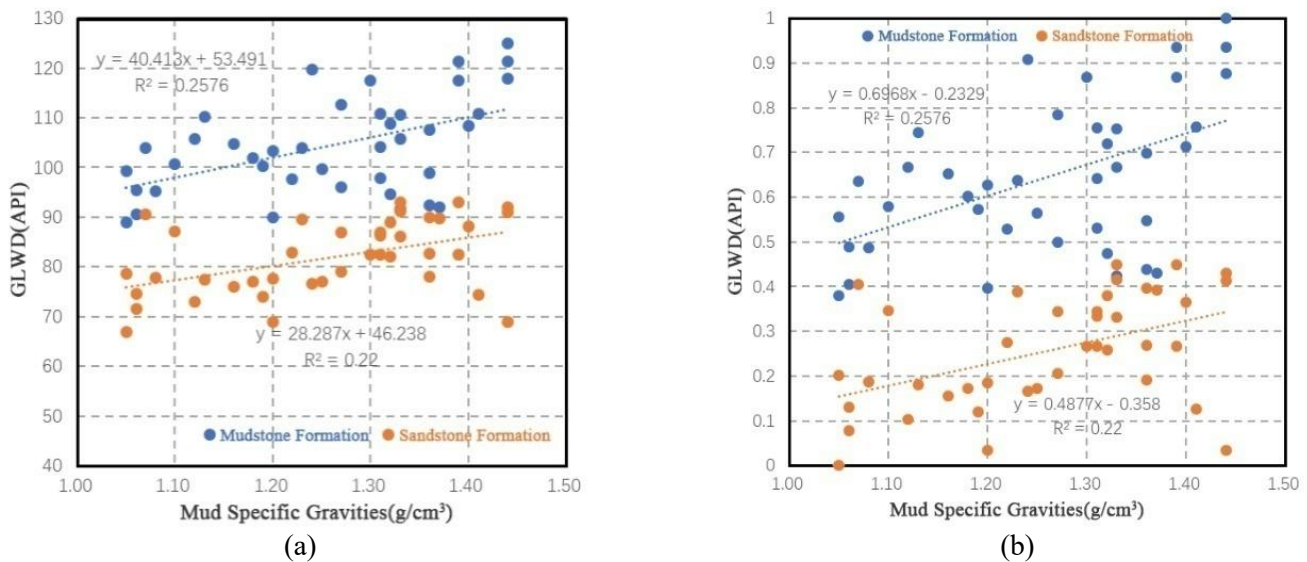 130
120
110
100
90
80
70
60
50
40
GLWD(API)
y = 40.413x + 53.491
R² = 0.2576
y = 28.287x + 46.238
R² = 0.22
Mudstone Formation Sandstone Formation
1.00 1.10 1.20 1.30 1.40 1.50
Mud Specific Gravities(g/cm³)
(a)
1
0.9
0.8
0.7
0.6
0.5
0.4
0.3
0.2
0.1
0
GLWD(API)
Mudstone Formation Sandstone Formation
y = 0.6968x - 0.2329
R² = 0.2576
y = 0.4877x - 0.358
R² = 0.22
1.00 1.10 1.20 1.30 1.40 1.50
Mud Specific Gravities(g/cm³)
(b)